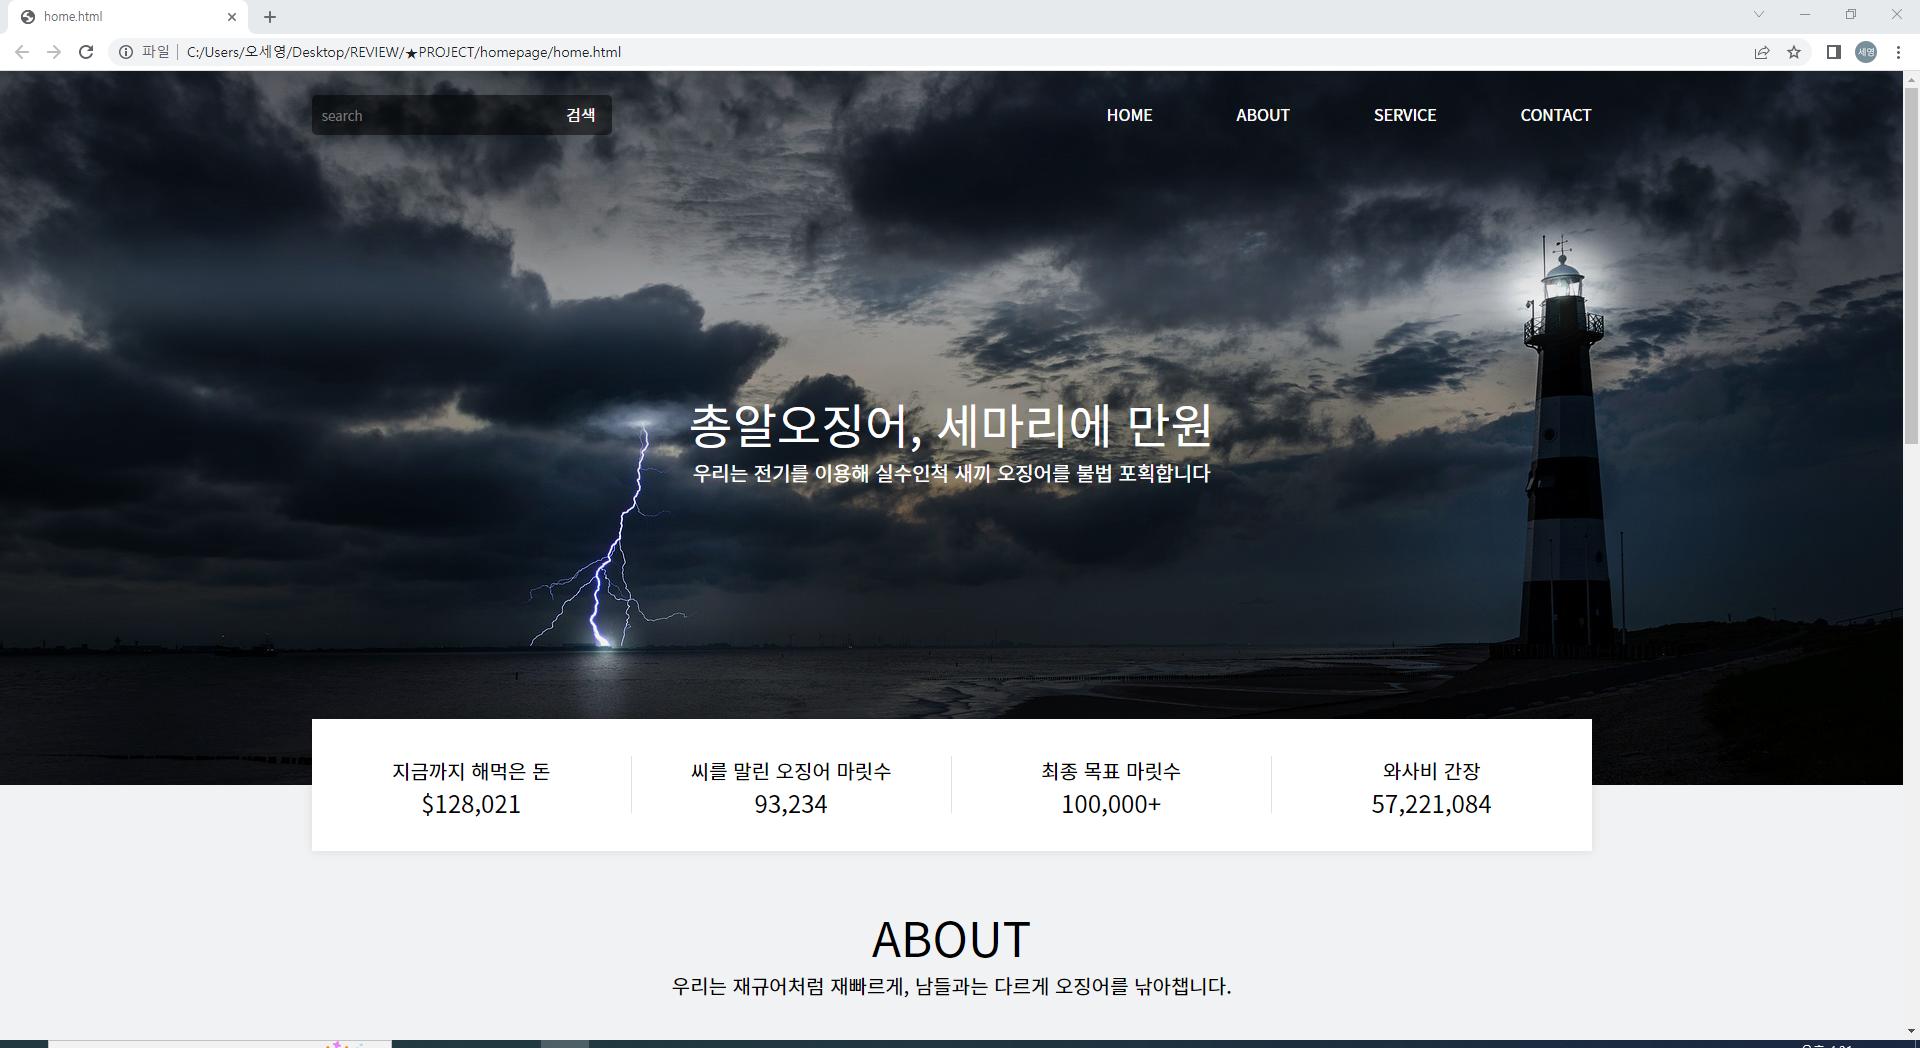 home.html
파일 C:/Users/오세영/Desktop/REVIEW/★PROJECT/homepage/home.html
세영
search 검색 HOME ABOUT SERVICE CONTACT
총알오징어, 세마리에 만원
우리는 전기를 이용해 실수인척 새끼 오징어를 불법 포획합니다
지금까지 해먹은 돈
$128,021
씨를 말린 오징어 마릿수
93,234
최종 목표 마릿수
100,000+
와사비 간장
57,221,084
ABOUT
우리는 재규어처럼 재빠르게, 남들과는 다르게 오징어를 낚아챕니다.